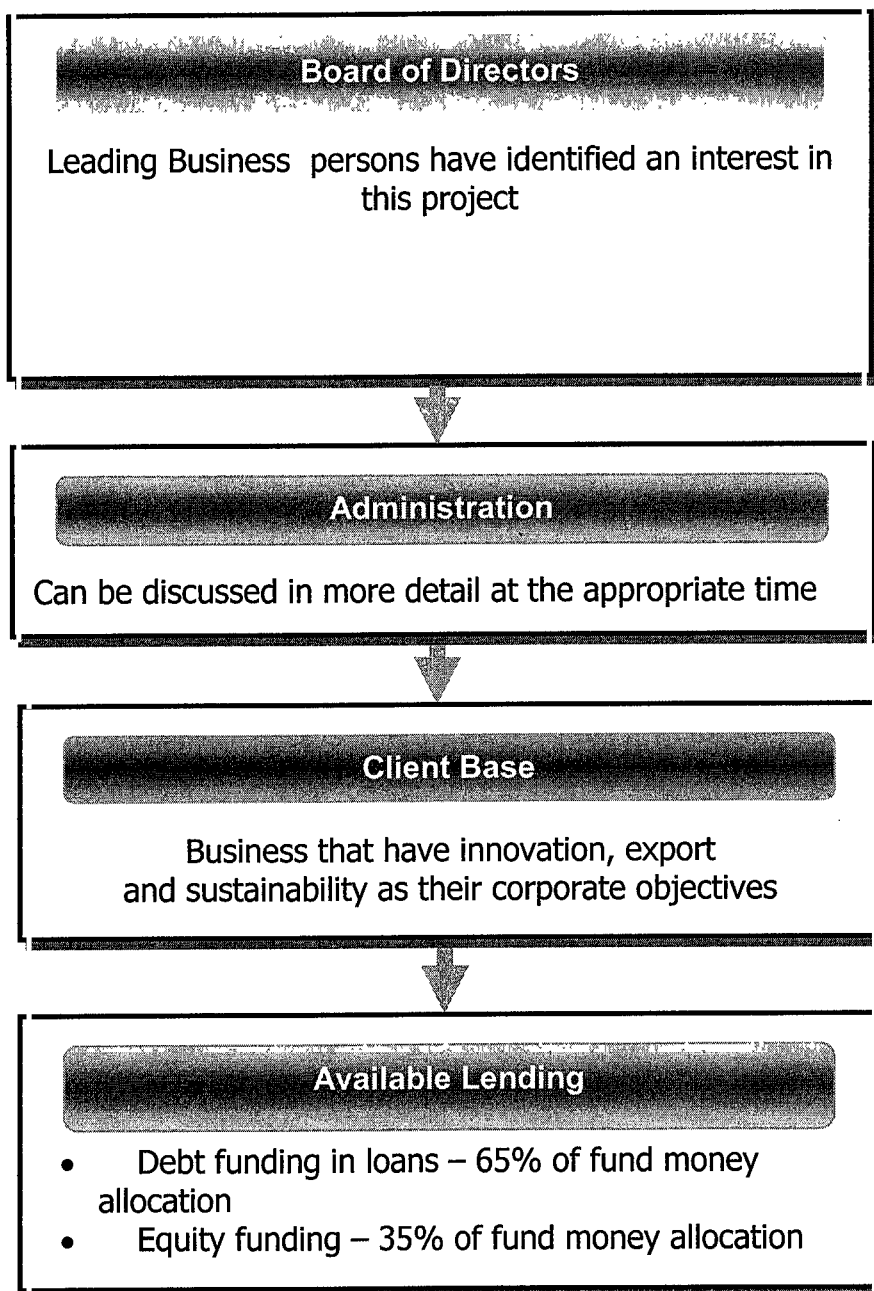 Board of Directors
Leading Business persons have identified an interest in
this project
Administration
Can be discussed in more detail at the appropriate time
Client Base
Business that have innovation, export
and sustainability as their corporate objectives
Available Lending
• Debt funding in loans – 65% of fund money
allocation
• Equity funding – 35% of fund money allocation